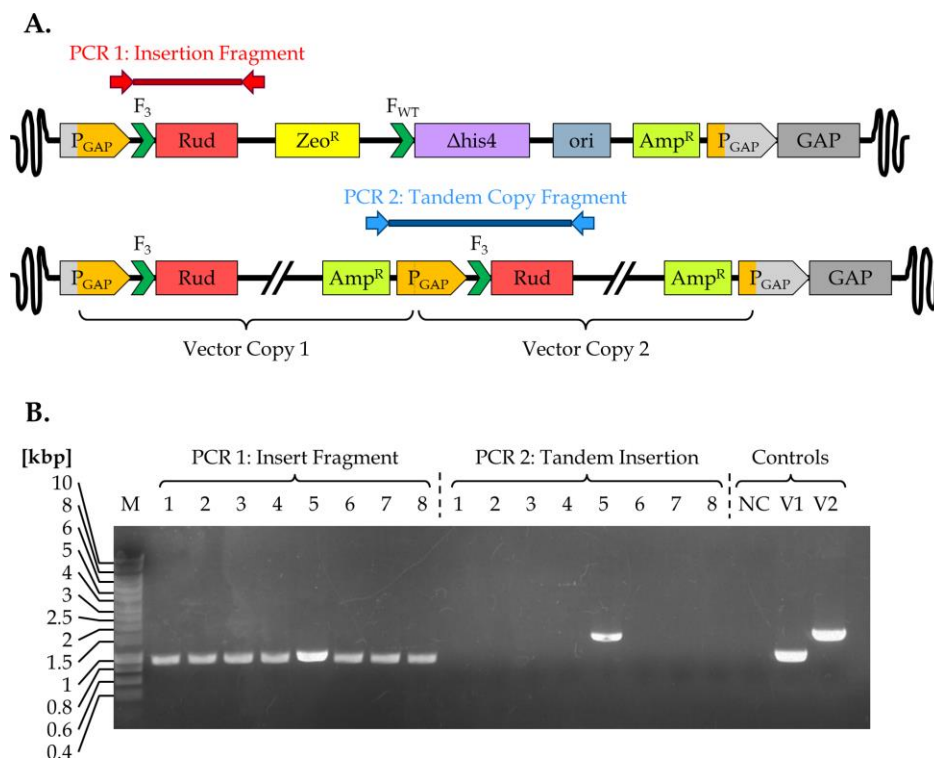 A.
PCR 1: Insertion Fragment
F3 FWT
PGAP Rud ZeoR Δhis4 ori AmpR PGAP GAP
PCR 2: Tandem Copy Fragment
F3 F3
PGAP Rud AmpR PGAP Rud AmpR PGAP GAP
Vector Copy 1 Vector Copy 2
B.
[kbp] PCR 1: Insert Fragment PCR 2: Tandem Insertion Controls
M 1 2 3 4 5 6 7 8 1 2 3 4 5 6 7 8 NC V1 V2
10
8
6
5
4
3
2.5
2
1.5
1
0.8
0.6
0.4